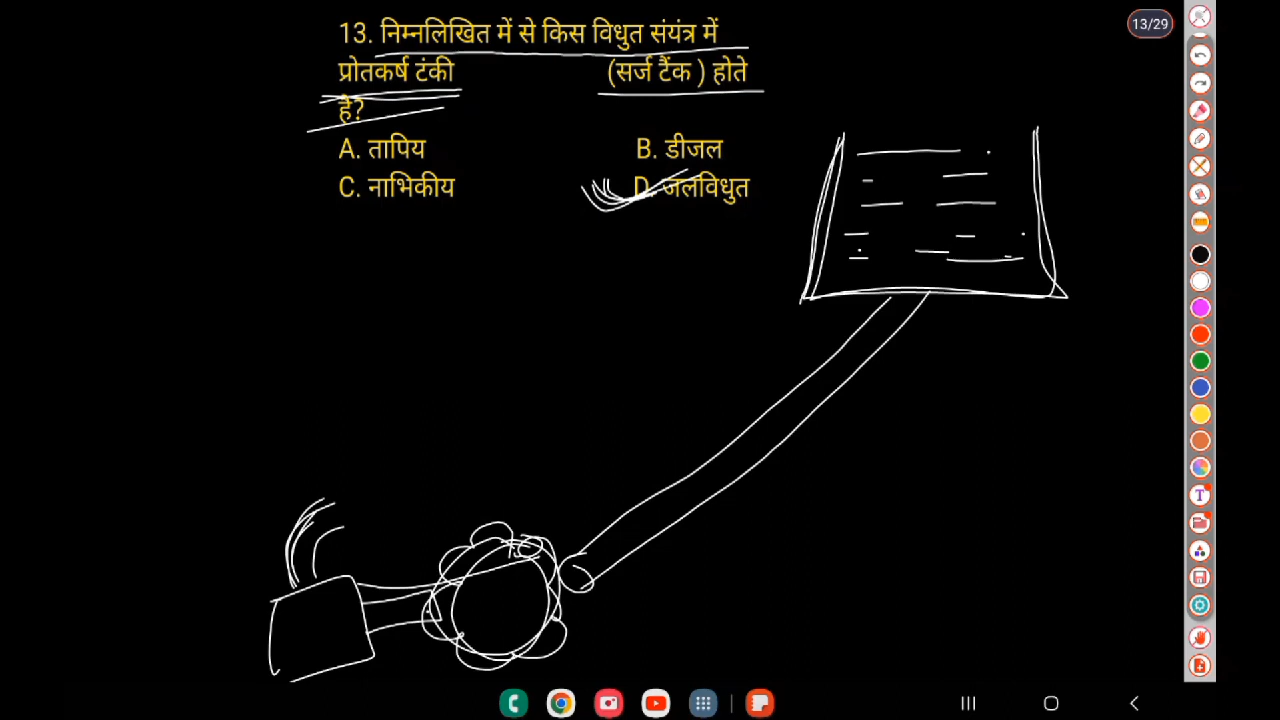 13/29
13. निम्नलिखित में से किस विधुत संयंत्र में
प्रोतकर्ष टंकी (सर्ज टैंक ) होते
है?
A. तापिय B. डीजल
C. नाभिकीय D. जलविधुत
T